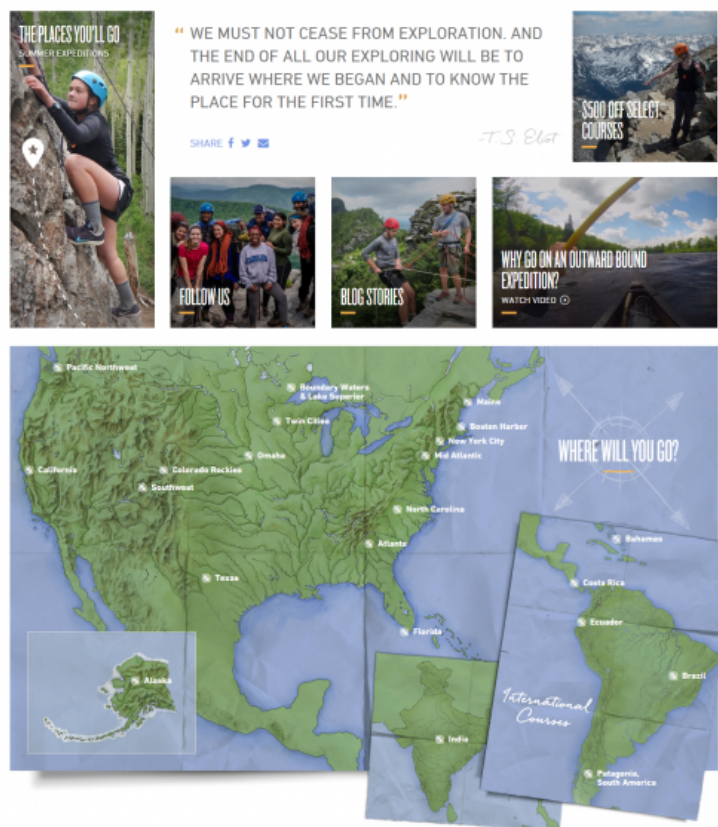 THE PLACES YOU'LL GO
SUMMER EXPEDITIONS
“ WE MUST NOT CEASE FROM EXPLORATION. AND
THE END OF ALL OUR EXPLORING WILL BE TO
ARRIVE WHERE WE BEGAN AND TO KNOW THE
PLACE FOR THE FIRST TIME.”
SHARE
-T.S. Eliot
$500 OFF SELECT
COURSES
FOLLOW US
BLOG STORIES
WHY GO ON AN OUTWARD BOUND
EXPEDITION?
WATCH VIDEO
Pacific Northwest
Boundary Waters
& Lake Superior
Maine
Twin Cities
Boston Harbor
New York City
WHERE WILL YOU GO?
Omaha
Mid Atlantic
California
Colorado Rockies
Southwest
North Carolina
Bahamas
Atlanta
Texas
Costa Rica
Ecuador
Florida
Alaska
Brazil
International
Courses
India
Patagonia,
South America